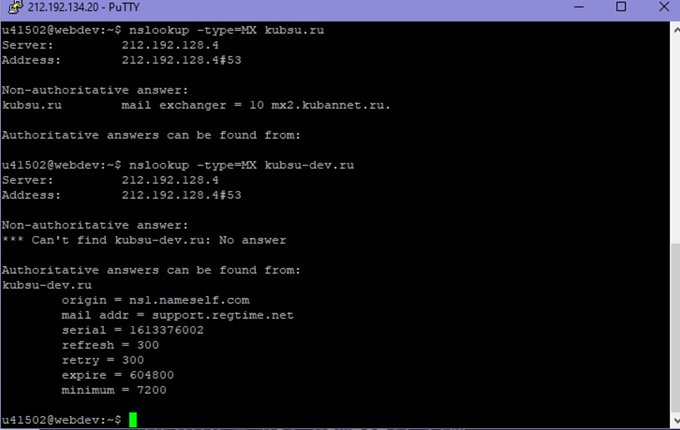 212.192.134.20 - PuTTY
u41502@webdev:~$ nslookup -type=MX kubsu.ru
Server:         212.192.128.4
Address:        212.192.128.4#53

Non-authoritative answer:
kubsu.ru        mail exchanger = 10 mx2.kubannet.ru.

Authoritative answers can be found from:

u41502@webdev:~$ nslookup -type=MX kubsu-dev.ru
Server:         212.192.128.4
Address:        212.192.128.4#53

Non-authoritative answer:
*** Can't find kubsu-dev.ru: No answer

Authoritative answers can be found from:
kubsu-dev.ru
        origin = ns1.nameself.com
        mail addr = support.regtime.net
        serial = 1613376002
        refresh = 300
        retry = 300
        expire = 604800
        minimum = 7200

u41502@webdev:~$